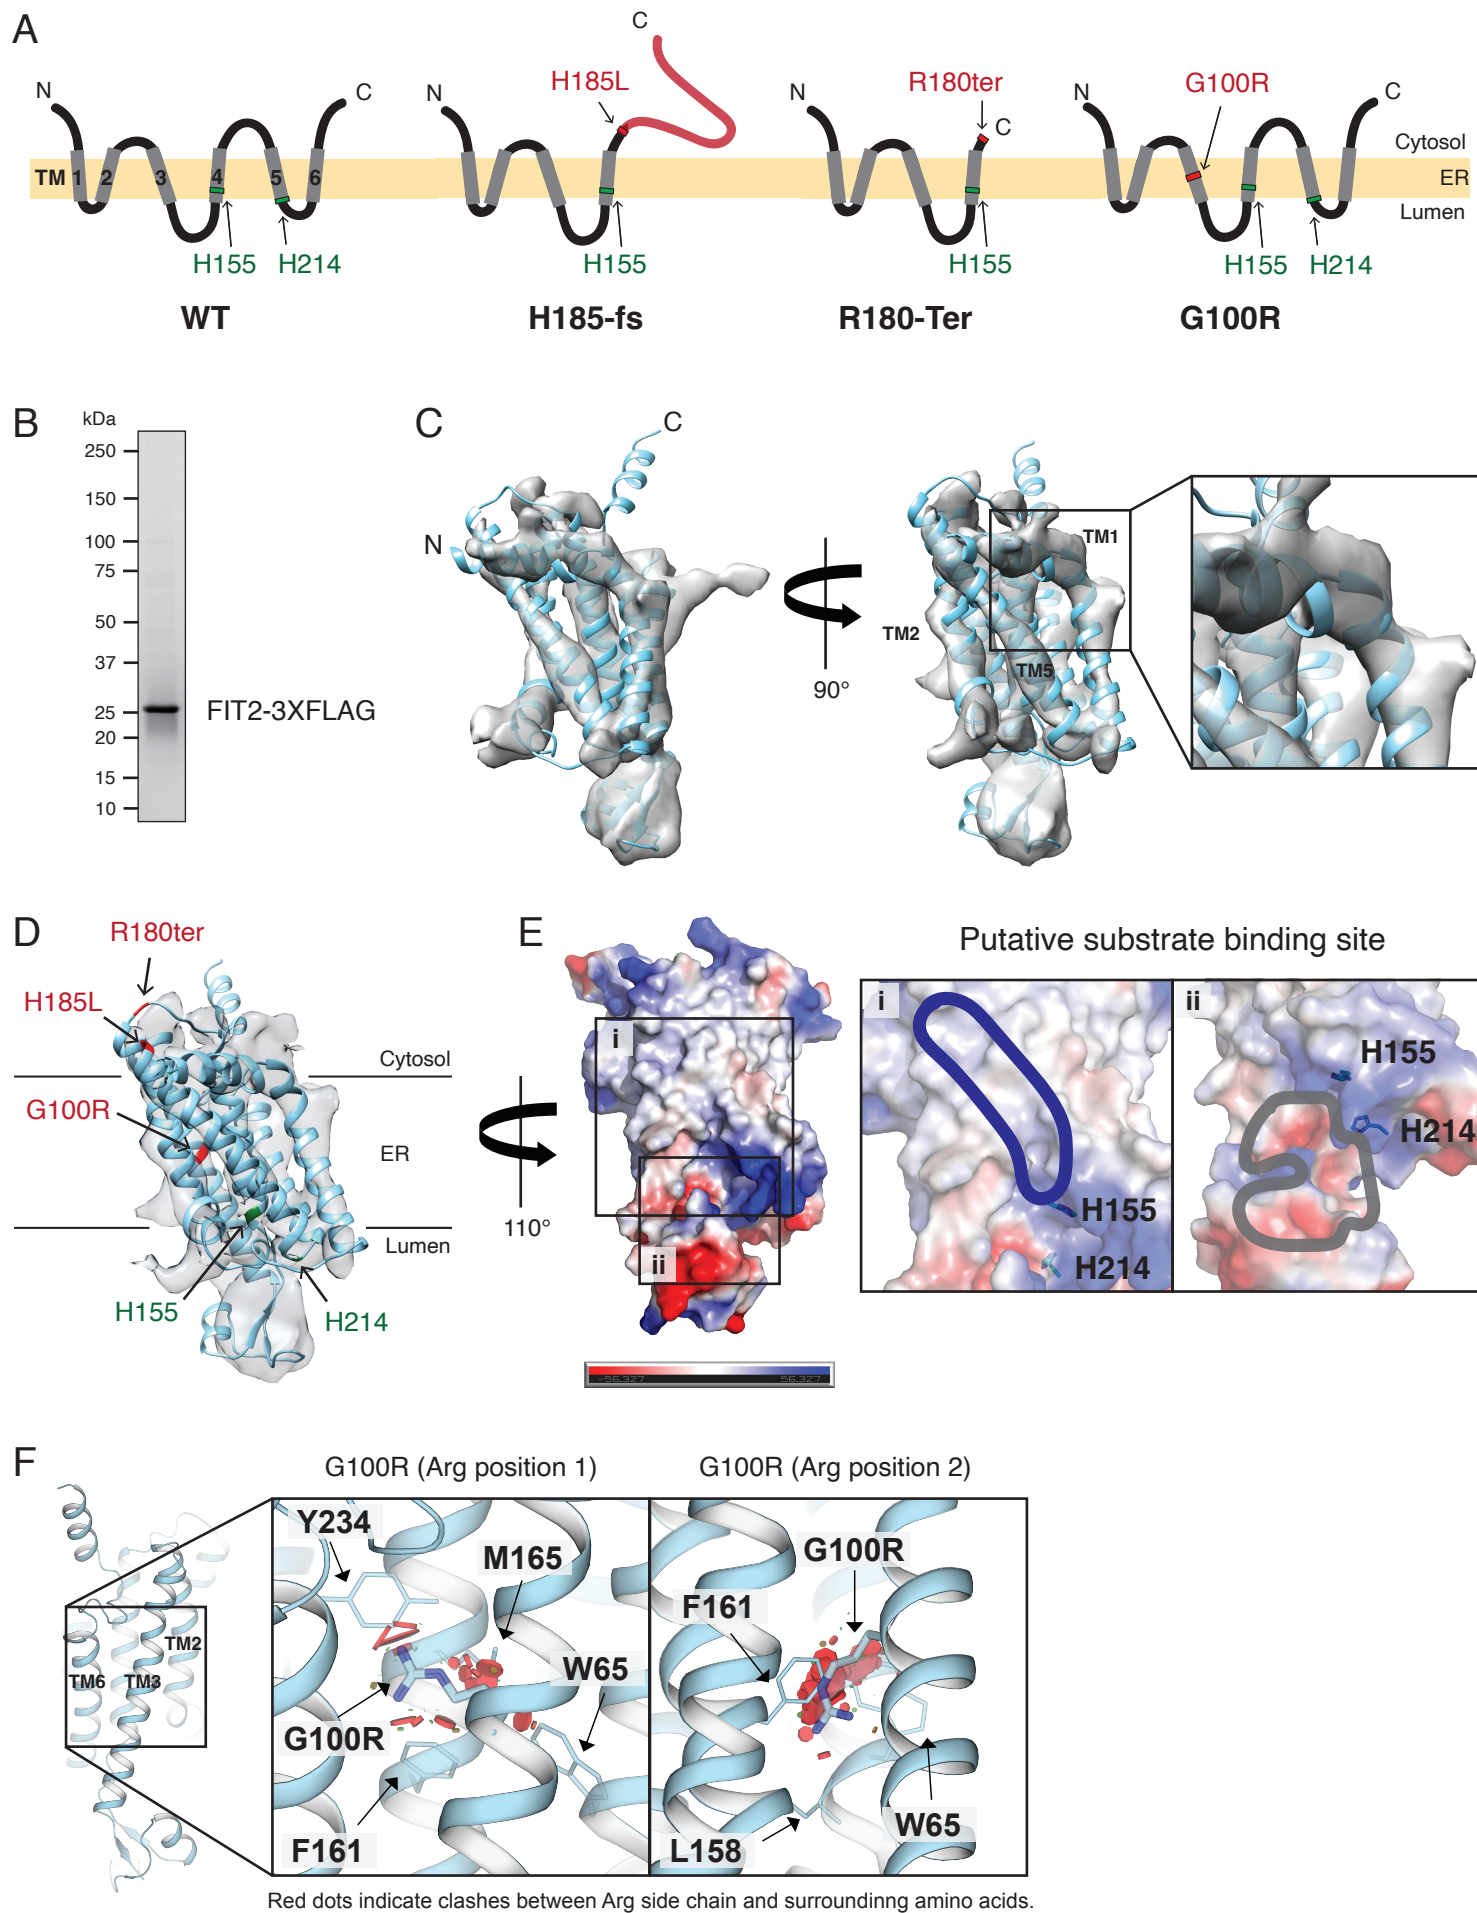 A
N
C
TM 1 2 3 4 5 6
H155 H214
WT
C
H185L
N
H155
H185-fs
R180ter
N
C
H155
R180-Ter
G100R
N
C
Cytosol
ER
Lumen
H155 H214
G100R
B
kDa
250
150
100
75
50
37
25
20
15
10
FIT2-3XFLAG
C
C
N
90°
TM1
TM2
TM5
D
R180ter
H185L
G100R
Cytosol
ER
Lumen
H155
H214
E
110°
i
ii
-56.327 56.327
Putative substrate binding site
i
H155
H214
ii
H155
H214
F
TM2
TM6 TM3
G100R (Arg position 1)
Y234
M165
W65
G100R
F161
G100R (Arg position 2)
G100R
F161
W65
L158
Red dots indicate clashes between Arg side chain and surroundinng amino acids.